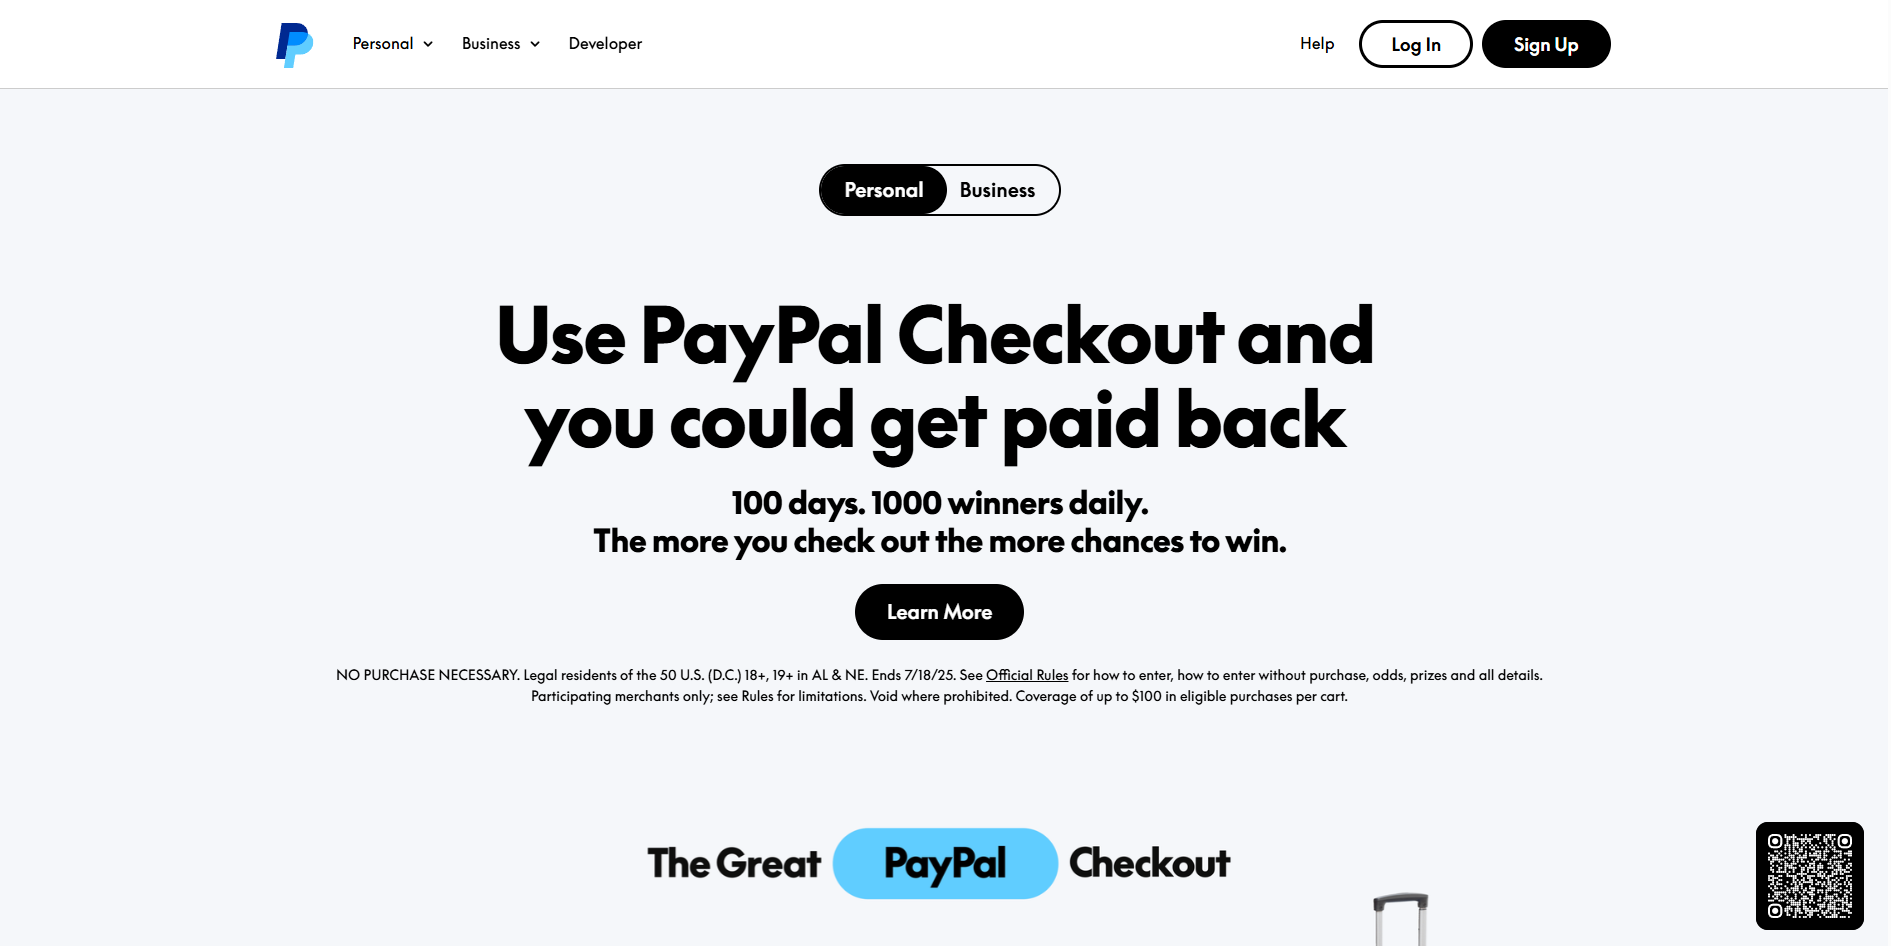 Personal
Business
Developer
Help
Log In
Sign Up
Personal
Business
Use PayPal Checkout and
you could get paid back
100 days. 1000 winners daily.
The more you check out the more chances to win.
Learn More
NO PURCHASE NECESSARY. Legal residents of the 50 U.S. (D.C.) 18+, 19+ in AL & NE. Ends 7/18/25. See Official Rules for how to enter, how to enter without purchase, odds, prizes and all details.
Participating merchants only; see Rules for limitations. Void where prohibited. Coverage of up to $100 in eligible purchases per cart.
The Great PayPal Checkout